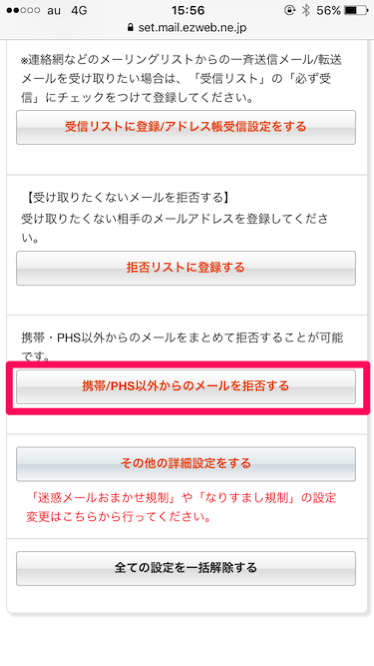 au 4G 15:56 56%
set.mail.ezweb.ne.jp
※連絡網などのメーリングリストからの一斉送信メール/転送
メールを受け取りたい場合は、「受信リスト」の「必ず受
信」にチェックをつけて登録してください。
受信リストに登録/アドレス帳受信設定をする
【受け取りたくないメールを拒否する】
受け取りたくない相手のメールアドレスを登録してくださ
い。
拒否リストに登録する
携帯・PHS以外からのメールをまとめて拒否することが可能
です。
携帯/PHS以外からのメールを拒否する
その他の詳細設定をする
「迷惑メールおまかせ規制」や「なりすまし規制」の設定
変更はこちらから行ってください。
全ての設定を一括解除する